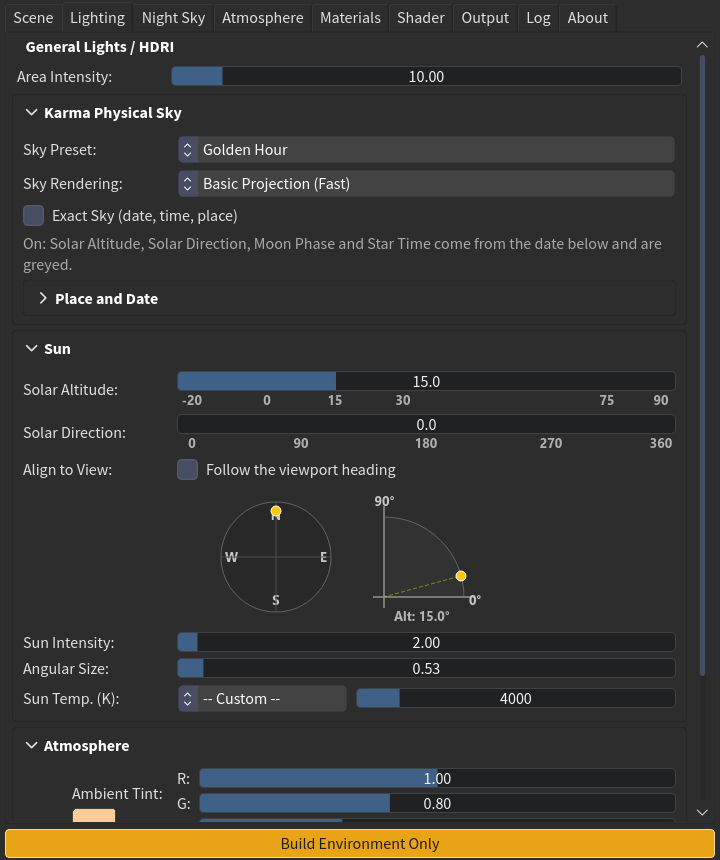 Scene Lighting Night Sky Atmosphere Materials Shader Output Log About
General Lights / HDRI
Area Intensity: 10.00
Karma Physical Sky
Sky Preset: Golden Hour
Sky Rendering: Basic Projection (Fast)
Exact Sky (date, time, place)
On: Solar Altitude, Solar Direction, Moon Phase and Star Time come from the date below and are
greyed.
Place and Date
Sun
Solar Altitude: 15.0
-20 0 15 30 75 90
Solar Direction: 0.0
0 90 180 270 360
Align to View: Follow the viewport heading
90°
N
W E
S
0°
Alt: 15.0°
Sun Intensity: 2.00
Angular Size: 0.53
Sun Temp. (K): -- Custom -- 4000
Atmosphere
R: 1.00
Ambient Tint:
G: 0.80
Build Environment Only